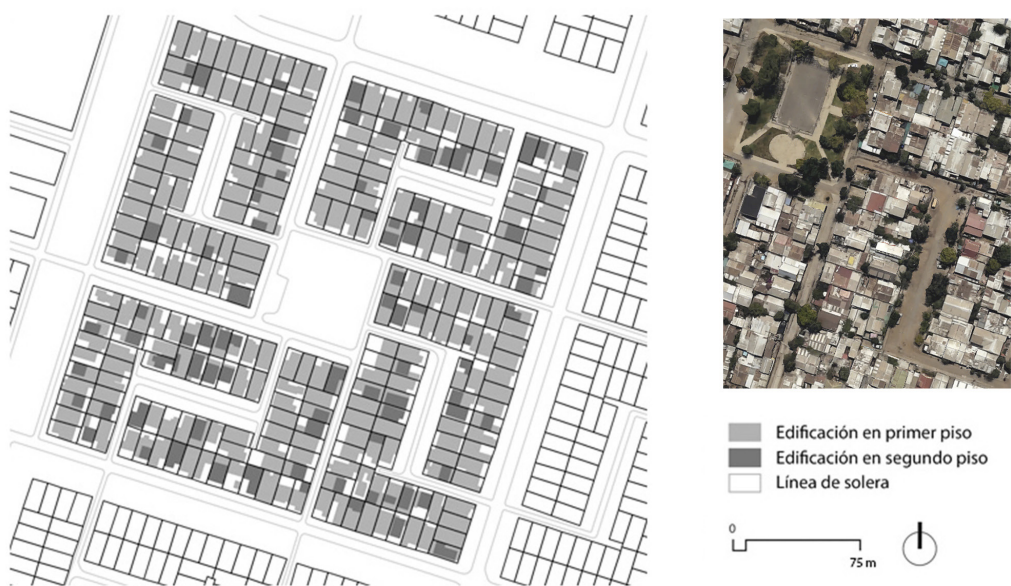 Edificación en primer piso
Edificación en segundo piso
Línea de solera
0
75 m